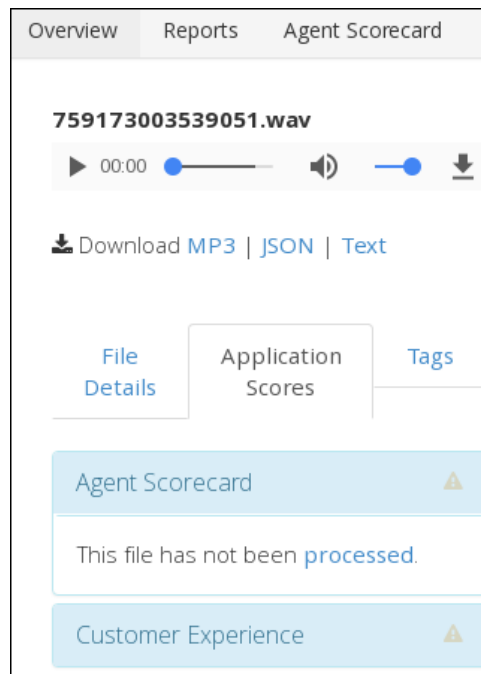 Overview Reports Agent Scorecard
759173003539051.wav
00:00
Download MP3 | JSON | Text
File Details Application Scores Tags
Agent Scorecard
This file has not been processed.
Customer Experience